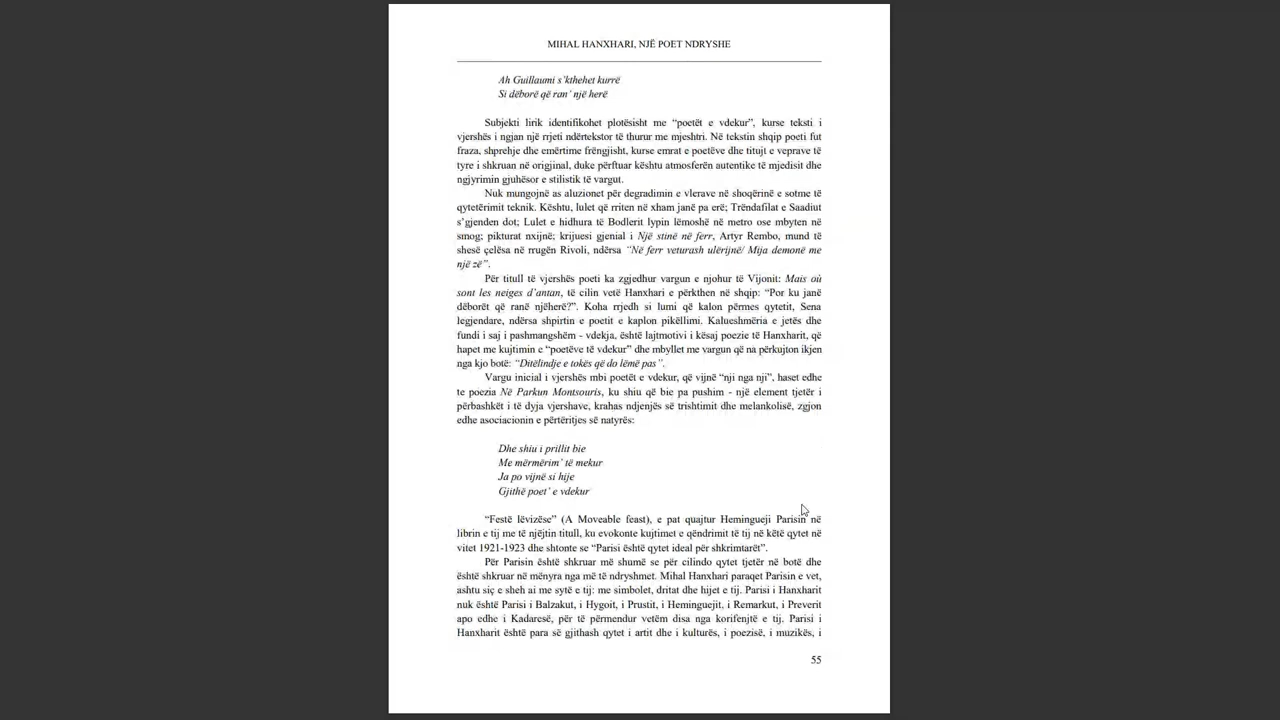 MIHAL HANXHARI, NJË POET NDRYSHE
Ah Guillaumi s’kthehet kurrë
Si dëborë që ran’ një herë
Subjekti lirik identifikohet plotësisht me “poetët e vdekur”, kurse teksti i
vjershës i ngjan një rrjeti ndërtekstor të thurur me mjeshtri. Në tekstin shqip poeti fut
fraza, shprehje dhe emërtime frëngjisht, kurse emrat e poetëve dhe titujt e veprave të
tyre i shkruan në origjinal, duke përftuar kështu atmosferën autentike të mjedisit dhe
ngjyrimin gjuhësor e stilistik të vargut.
Nuk mungojnë as aluzionet për degradimin e vlerave në shoqërinë e sotme të
qytetërimit teknik. Kështu, lulet që rriten në xham janë pa erë; Trëndafilat e Saadiut
s’gjenden dot; Lulet e hidhura të Bodlerit lypin lëmoshë në metro ose mbyten në
smog; pikturat nxijnë; krijuesi gjenial i Një stinë në ferr, Artyr Rembo, mund të
shesë çelësa në rrugën Rivoli, ndërsa “Në ferr veturash ulërijnë/ Mija demonë me
një zë”.
Për titull të vjershës poeti ka zgjedhur vargun e njohur të Vijonit: Mais où
sont les neiges d’antan, të cilin vetë Hanxhari e përkthen në shqip: “Por ku janë
dëborët që ranë njëherë?”. Koha rrjedh si lumi që kalon përmes qytetit, Sena
legjendare, ndërsa shpirtin e poetit e kaplon pikëllimi. Kalueshmëria e jetës dhe
fundi i saj i pashmangshëm - vdekja, është lajtmotivi i kësaj poezie të Hanxharit, që
hapet me kujtimin e “poetëve të vdekur” dhe mbyllet me vargun që na përkujton ikjen
nga kjo botë: “Ditëlindje e tokës që do lëmë pas”.
Vargu inicial i vjershës mbi poetët e vdekur, që vijnë “nji nga nji”, haset edhe
te poezia Në Parkun Montsouris, ku shiu që bie pa pushim - një element tjetër i
përbashkët i të dyja vjershave, krahas ndjenjës së trishtimit dhe melankolisë, zgjon
edhe asociacionin e përtëritjes së natyrës:
Dhe shiu i prillit bie
Me mërmërim’ të mekur
Ja po vijnë si hije
Gjithë poet’ e vdekur
“Festë lëvizëse” (A Moveable feast), e pat quajtur Hemingueji Parisin në
librin e tij me të njëjtin titull, ku evokonte kujtimet e qëndrimit të tij në këtë qytet në
vitet 1921-1923 dhe shtonte se “Parisi është qytet ideal për shkrimtarët”.
Për Parisin është shkruar më shumë se për cilindo qytet tjetër në botë dhe
është shkruar në mënyra nga më të ndryshmet. Mihal Hanxhari paraqet Parisin e vet,
ashtu siç e sheh ai me sytë e tij: me simbolet, dritat dhe hijet e tij. Parisi i Hanxharit
nuk është Parisi i Balzakut, i Hygoit, i Prustit, i Heminguejit, i Remarkut, i Preverit
apo edhe i Kadaresë, për të përmendur vetëm disa nga korifenjtë e tij. Parisi i
Hanxharit është para së gjithash qytet i artit dhe i kulturës, i poezisë, i muzikës, i
55